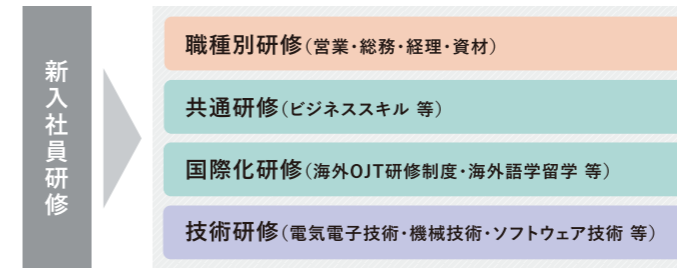 新入社員研修
職種別研修(営業・総務・経理・資材)
共通研修(ビジネススキル 等)
国際化研修(海外OJT研修制度・海外語学留学 等)
技術研修(電気電子技術・機械技術・ソフトウェア技術 等)